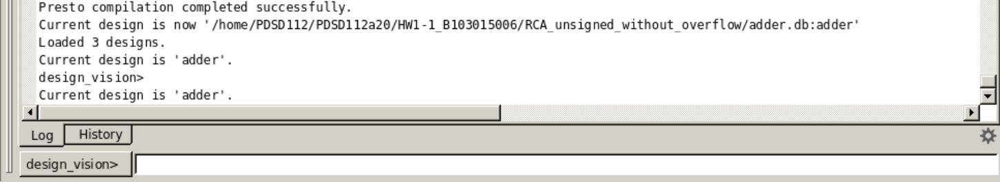 Presto compilation completed successfully.
Current design is now '/home/PDSD112/PDSD112a20/HW1-1_B103015006/RCA_unsigned_without_overflow/adder.db:adder'
Loaded 3 designs.
Current design is 'adder'.
design_vision>
Current design is 'adder'.
Log History
design_vision>